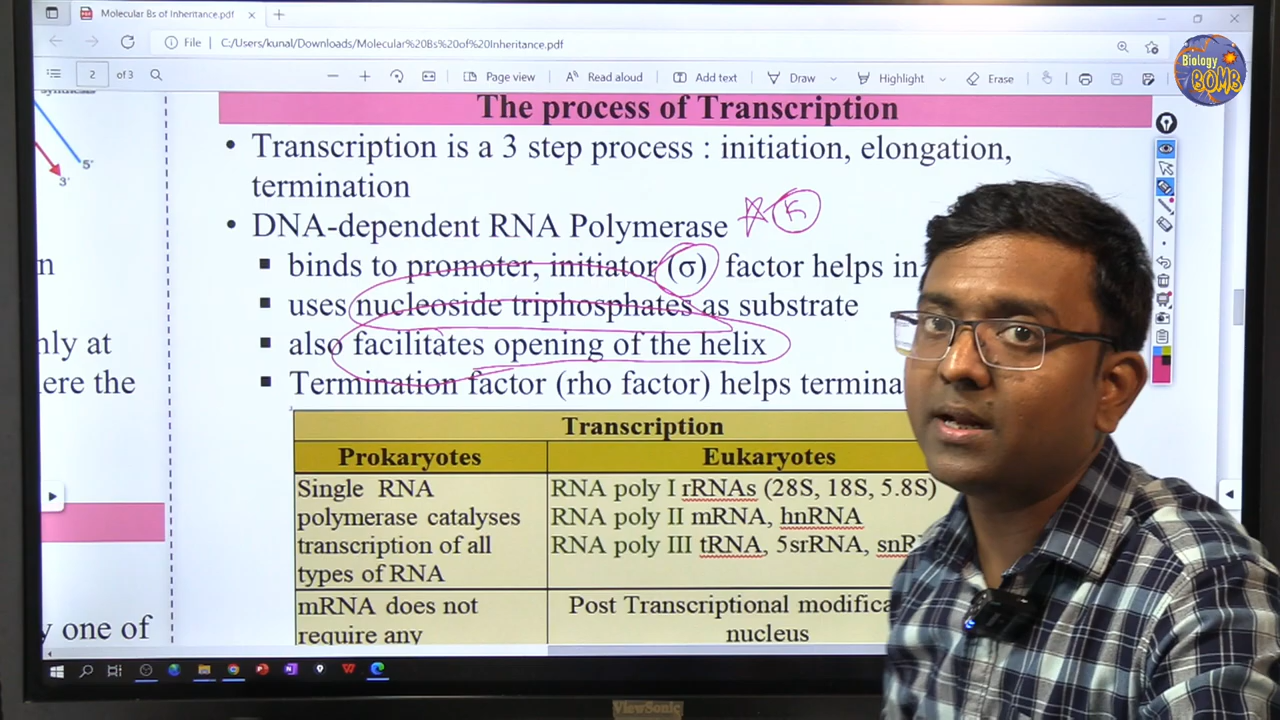 Molecular Bs of Inheritance.pdf
File C:/Users/kunal/Downloads/Molecular%20Bs%20of%20Inheritance.pdf
Biology
BOMB
2 of 3 Page view Read aloud Add text Draw Highlight Erase
synthesis
5'
3'
n
nly at
ere the
y one of
The process of Transcription
• Transcription is a 3 step process : initiation, elongation,
termination
• DNA-dependent RNA Polymerase
▪ binds to promoter, initiator (σ) factor helps in
▪ uses nucleoside triphosphates as substrate
▪ also facilitates opening of the helix
▪ Termination factor (rho factor) helps termina
Transcription
Prokaryotes Eukaryotes
Single RNA
polymerase catalyses
transcription of all
types of RNA
RNA poly I rRNAs (28S, 18S, 5.8S)
RNA poly II mRNA, hnRNA
RNA poly III tRNA, 5srRNA, snR
mRNA does not
require any
Post Transcriptional modifica
nucleus
ViewSonic